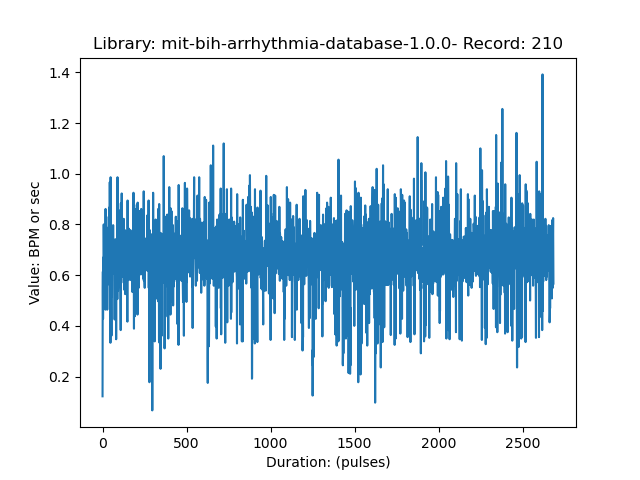 Library: mit-bih-arrhythmia-database-1.0.0- Record: 210
1.4
1.2
1.0
0.8
0.6
0.4
0.2
Value: BPM or sec
0 500 1000 1500 2000 2500
Duration: (pulses)